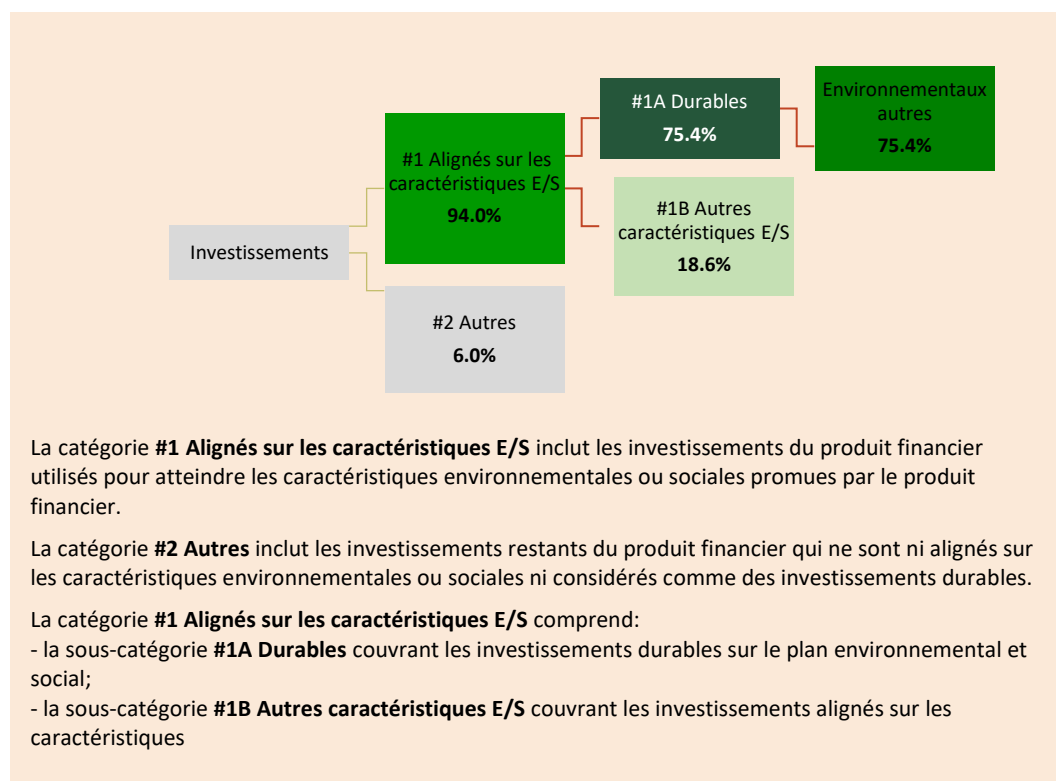 Investissements
#1 Alignés sur les
caractéristiques E/S
94.0%
#2 Autres
6.0%
#1A Durables
75.4%
#1B Autres
caractéristiques E/S
18.6%
Environnementaux
autres
75.4%
La catégorie #1 Alignés sur les caractéristiques E/S inclut les investissements du produit financier
utilisés pour atteindre les caractéristiques environnementales ou sociales promues par le produit
financier.
La catégorie #2 Autres inclut les investissements restants du produit financier qui ne sont ni alignés sur
les caractéristiques environnementales ou sociales ni considérés comme des investissements durables.
La catégorie #1 Alignés sur les caractéristiques E/S comprend:
- la sous-catégorie #1A Durables couvrant les investissements durables sur le plan environnemental et
social;
- la sous-catégorie #1B Autres caractéristiques E/S couvrant les investissements alignés sur les
caractéristiques